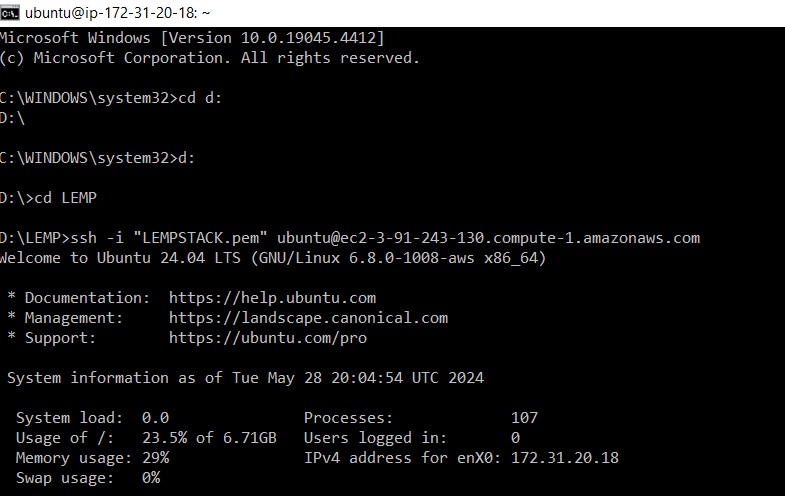 ubuntu@ip-172-31-20-18: ~
Microsoft Windows [Version 10.0.19045.4412]
(c) Microsoft Corporation. All rights reserved.
C:\WINDOWS\system32>cd d:
D:\
C:\WINDOWS\system32>d:
D:\>cd LEMP
D:\LEMP>ssh -i "LEMPSTACK.pem" ubuntu@ec2-3-91-243-130.compute-1.amazonaws.com
Welcome to Ubuntu 24.04 LTS (GNU/Linux 6.8.0-1008-aws x86_64)
* Documentation:  https://help.ubuntu.com
* Management:     https://landscape.canonical.com
* Support:        https://ubuntu.com/pro
System information as of Tue May 28 20:04:54 UTC 2024
System load:  0.0                Processes:             107
Usage of /:   23.5% of 6.71GB   Users logged in:       0
Memory usage: 29%               IPv4 address for enX0: 172.31.20.18
Swap usage:   0%